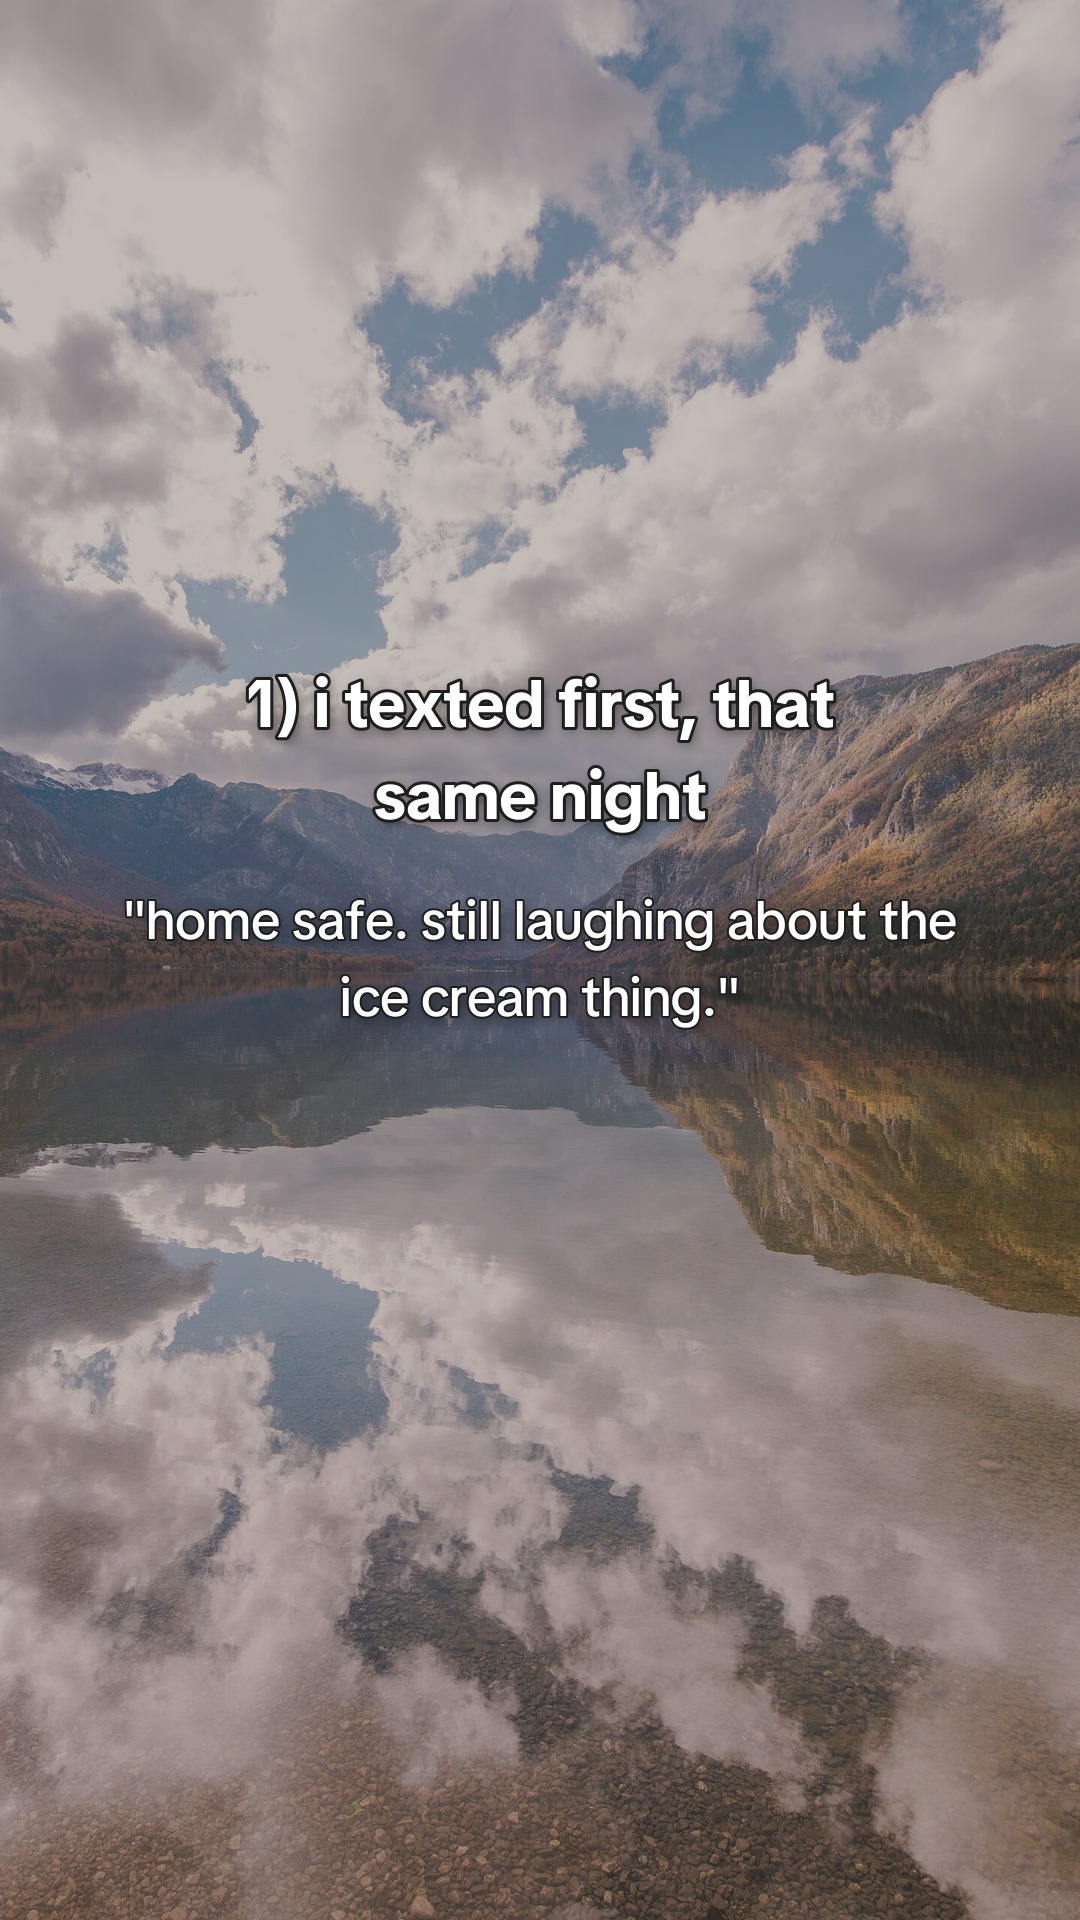 1) i texted first, that
same night
"home safe. still laughing about the
ice cream thing."